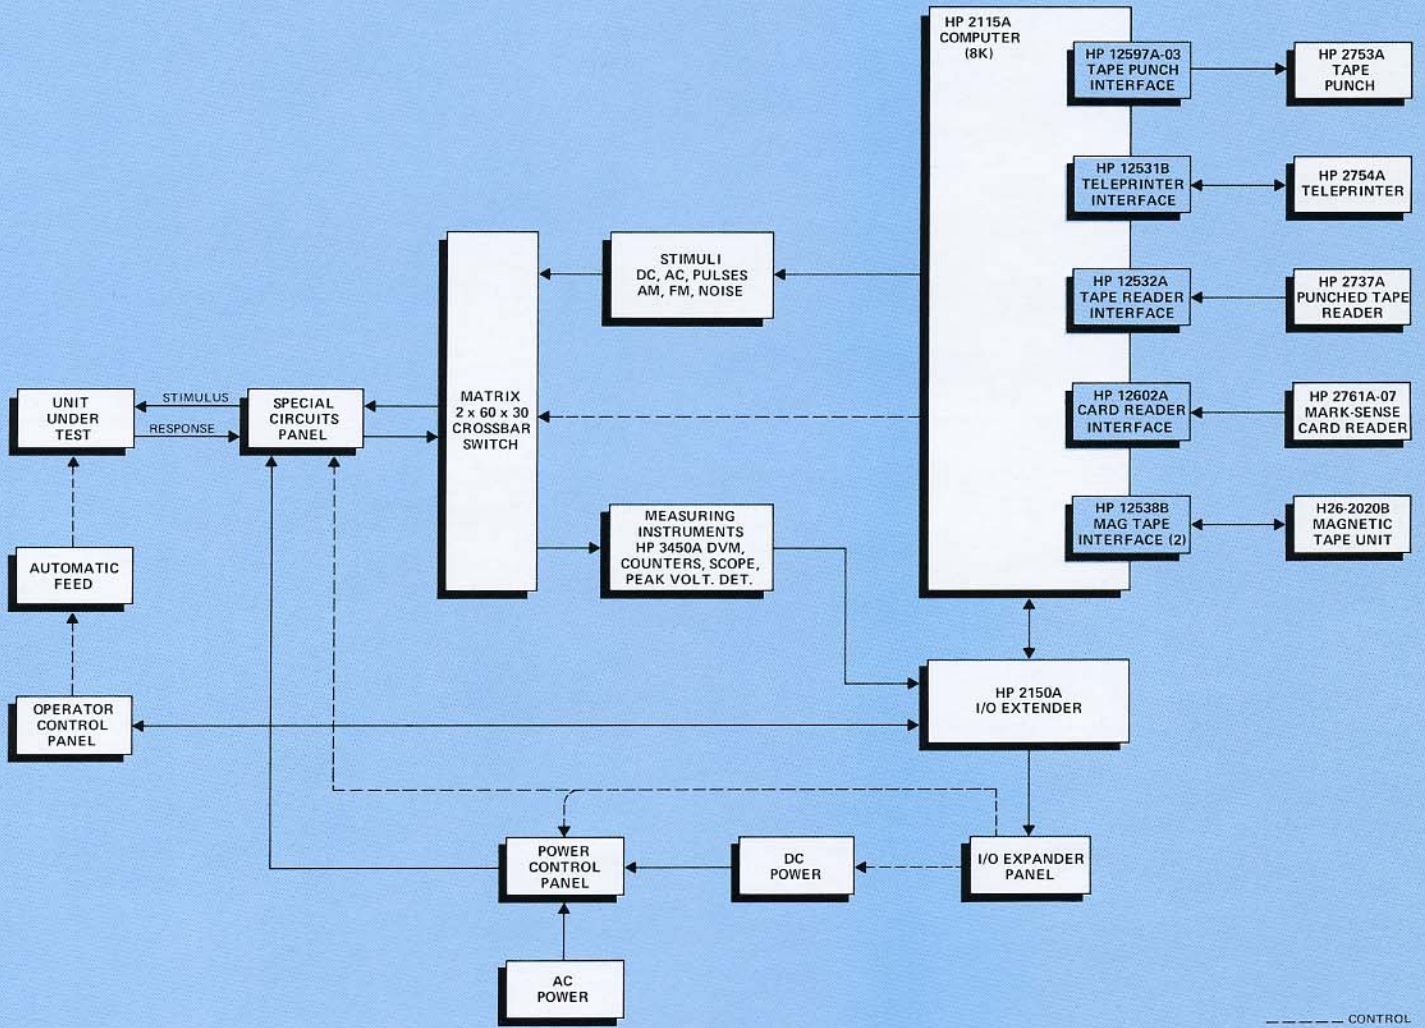 HP 2115A
COMPUTER
(8K)
HP 12597A-03
TAPE PUNCH
INTERFACE
HP 2753A
TAPE
PUNCH
HP 12531B
TELEPRINTER
INTERFACE
HP 2754A
TELEPRINTER
STIMULI
DC, AC, PULSES
AM, FM, NOISE
HP 12532A
TAPE READER
INTERFACE
HP 2737A
PUNCHED TAPE
READER
UNIT
UNDER
TEST
STIMULUS
RESPONSE
SPECIAL
CIRCUITS
PANEL
MATRIX
2 x 60 x 30
CROSSBAR
SWITCH
HP 12602A
CARD READER
INTERFACE
HP 2761A-07
MARK-SENSE
CARD READER
MEASURING
INSTRUMENTS
HP 3450A DVM,
COUNTERS, SCOPE,
PEAK VOLT. DET.
HP 12538B
MAG TAPE
INTERFACE (2)
H26-2020B
MAGNETIC
TAPE UNIT
AUTOMATIC
FEED
OPERATOR
CONTROL
PANEL
HP 2150A
I/O EXTENDER
POWER
CONTROL
PANEL
DC
POWER
I/O EXPANDER
PANEL
AC
POWER
CONTROL